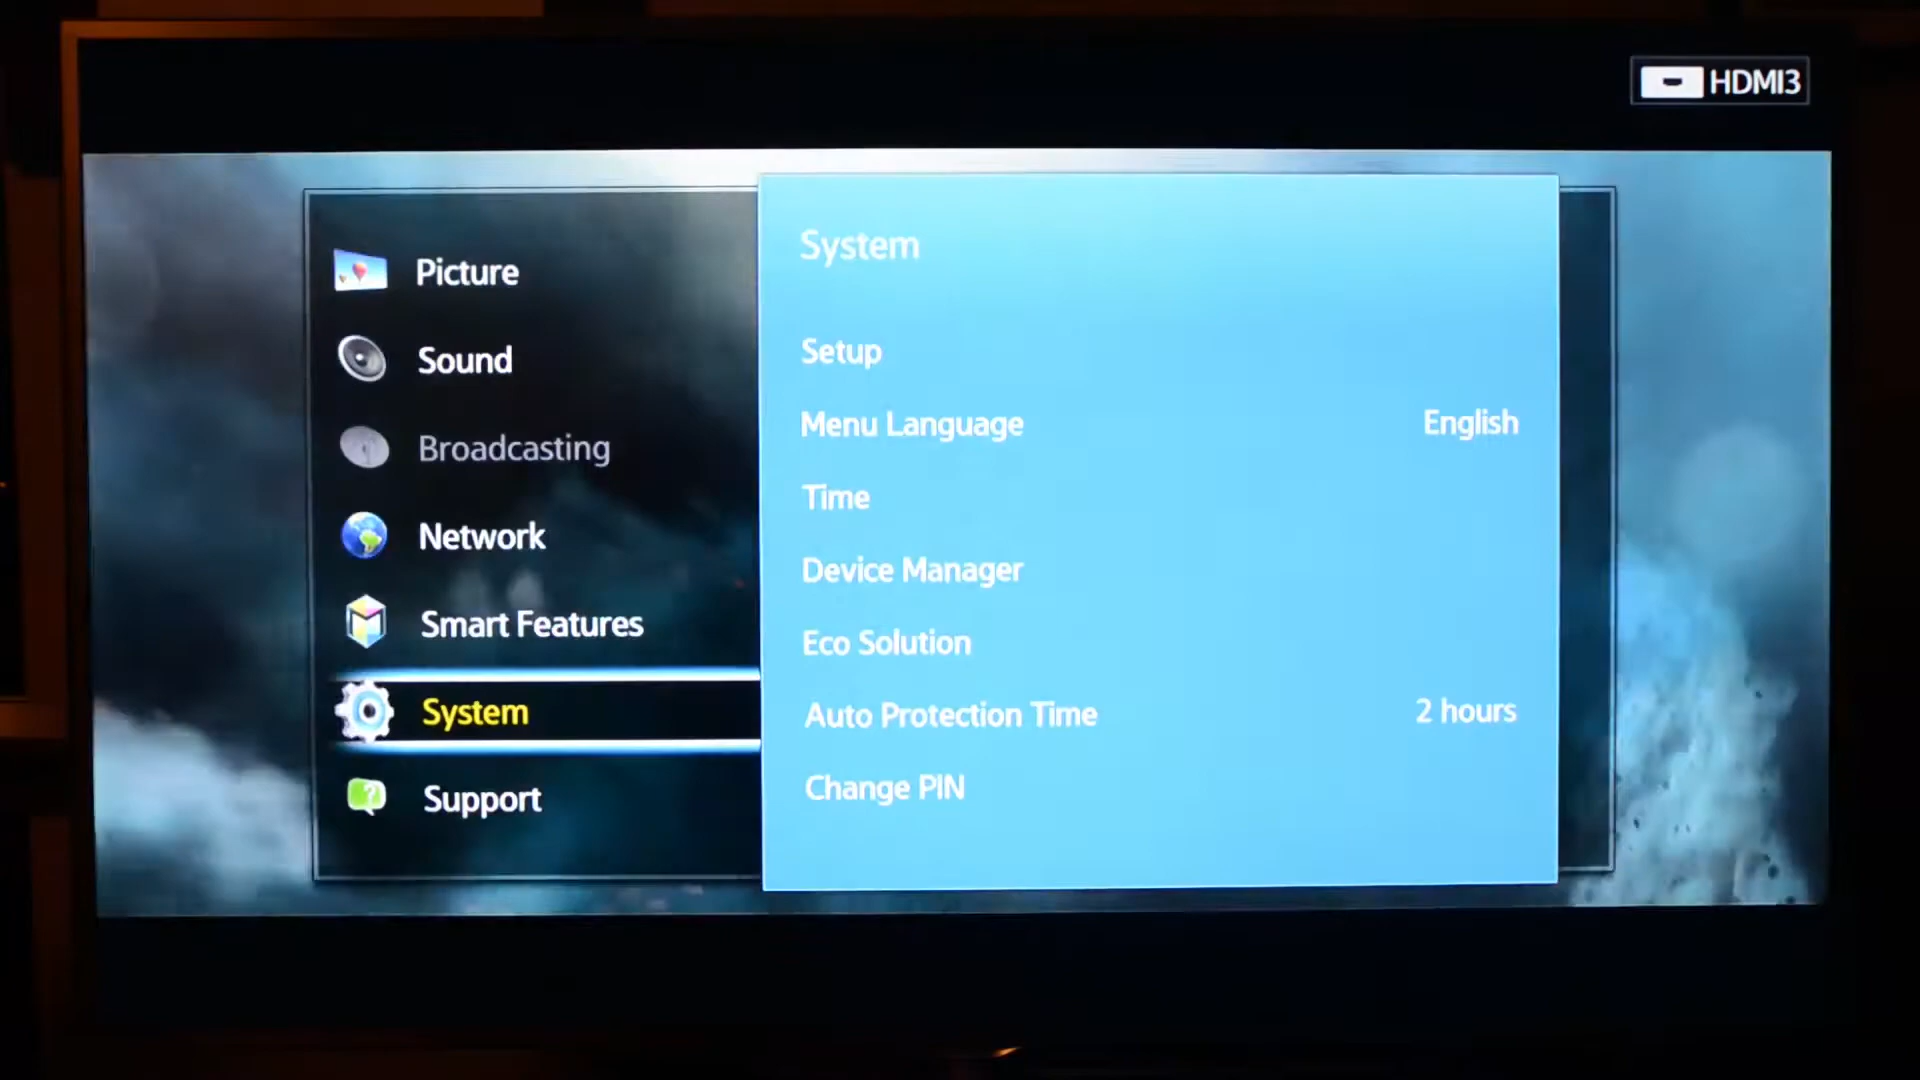 HDMI3
Picture
Sound
Broadcasting
Network
Smart Features
System
Support
System
Setup
Menu Language English
Time
Device Manager
Eco Solution
Auto Protection Time 2 hours
Change PIN